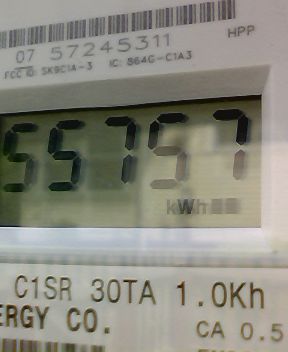 HPP
07 57245311
FCC ID: SK9C1A-3 IC: 864G-C1A3
55757
kWh
C1SR 30TA 1.0Kh
ERGY CO.
CA 0.5